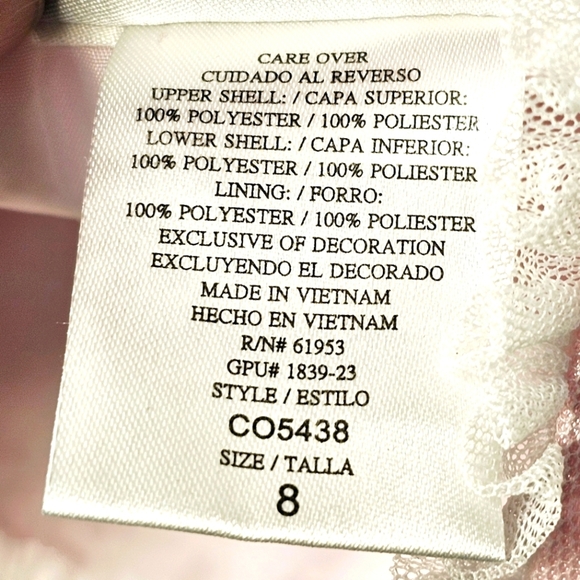 CARE OVER
CUIDADO AL REVERSO
UPPER SHELL: / CAPA SUPERIOR:
100% POLYESTER / 100% POLIESTER
LOWER SHELL: / CAPA INFERIOR:
100% POLYESTER / 100% POLIESTER
LINING: / FORRO:
100% POLYESTER / 100% POLIESTER
EXCLUSIVE OF DECORATION
EXCLUYENDO EL DECORADO
MADE IN VIETNAM
HECHO EN VIETNAM
R/N# 61953
GPU# 1839-23
STYLE / ESTILO
CO5438
SIZE / TALLA
8